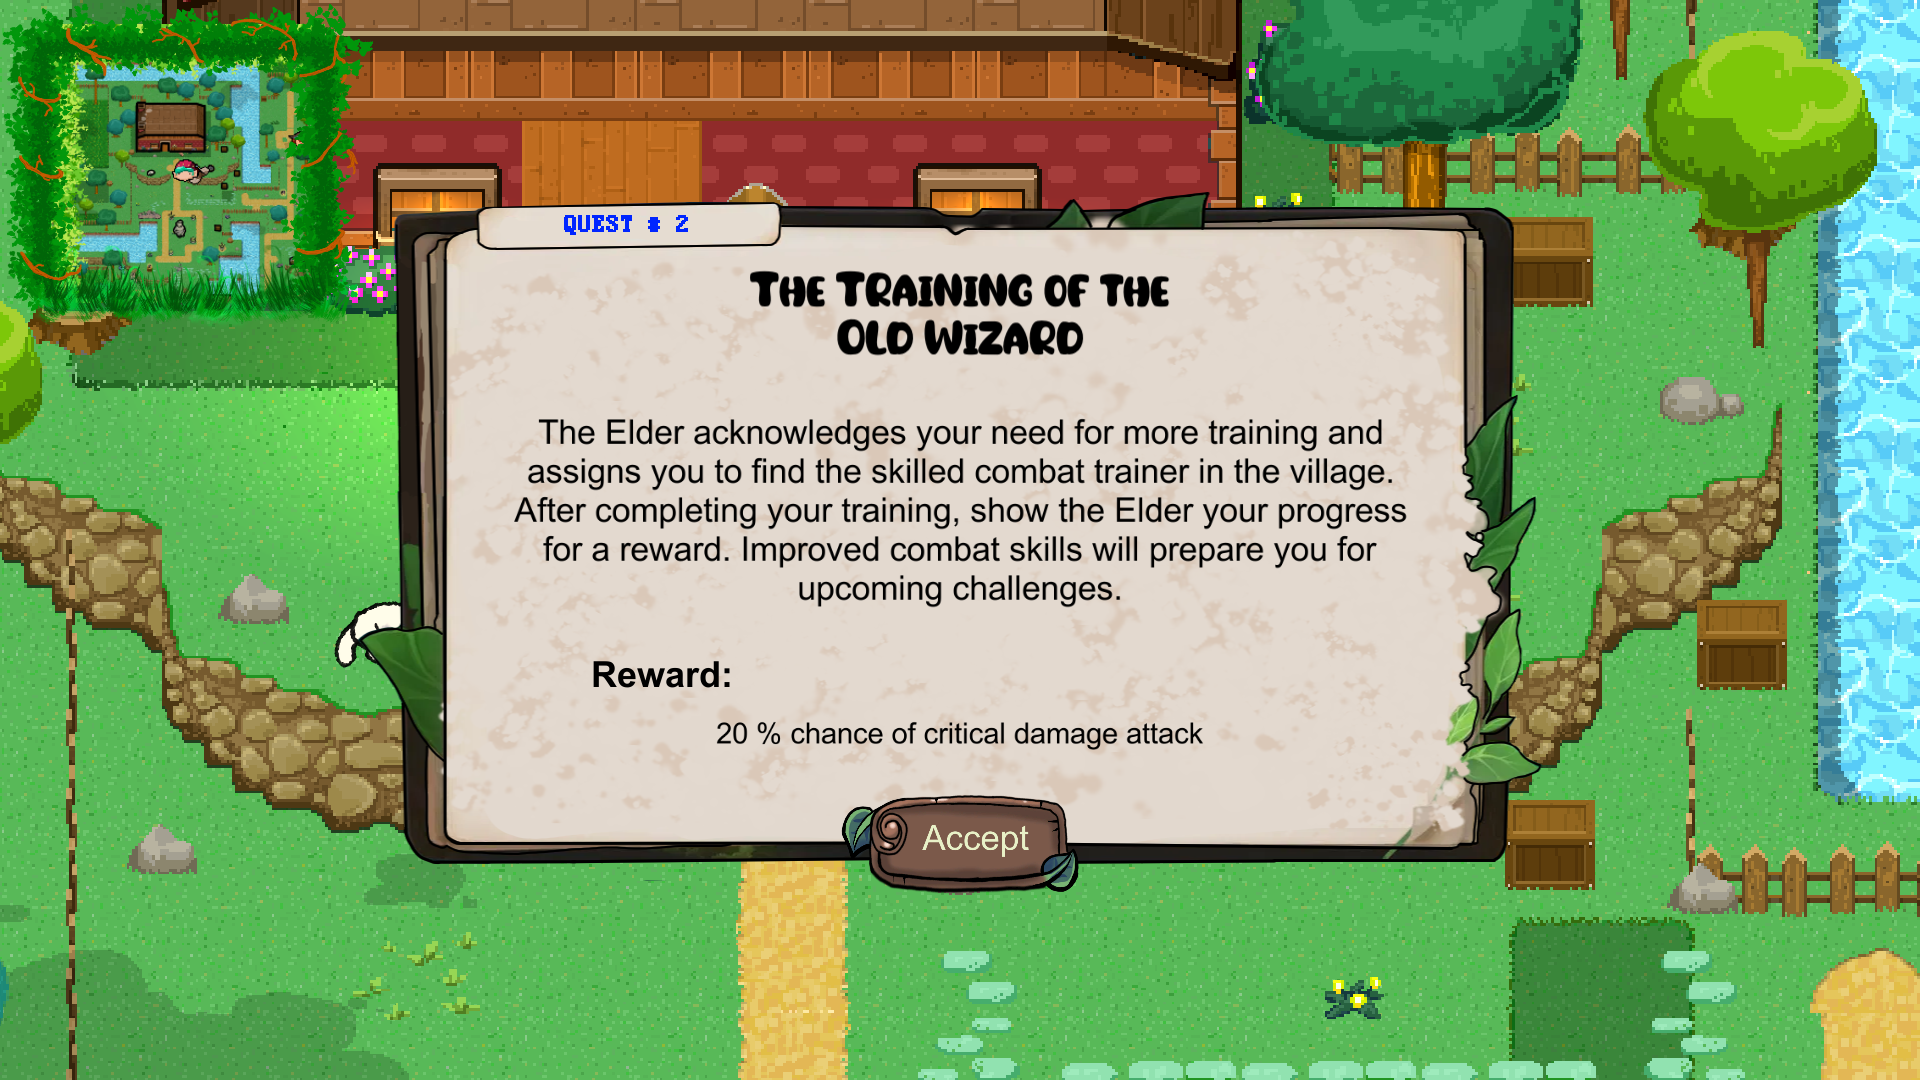 QUEST # 2
THE TRAINING OF THE
OLD WIZARD
The Elder acknowledges your need for more training and
assigns you to find the skilled combat trainer in the village.
After completing your training, show the Elder your progress
for a reward. Improved combat skills will prepare you for
upcoming challenges.
Reward:
20 % chance of critical damage attack
Accept